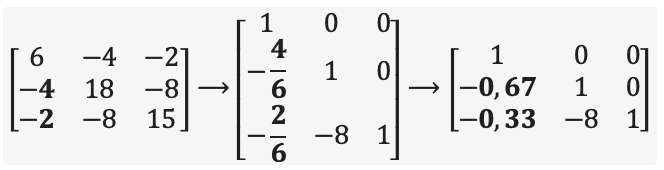 [6 −4 −2] → [1 0 0] → [1 0 0]
[−4 18 −8] → [−4/6 1 0] → [−0,67 1 0]
[−2 −8 15] → [−2/6 −8 1] → [−0,33 −8 1]